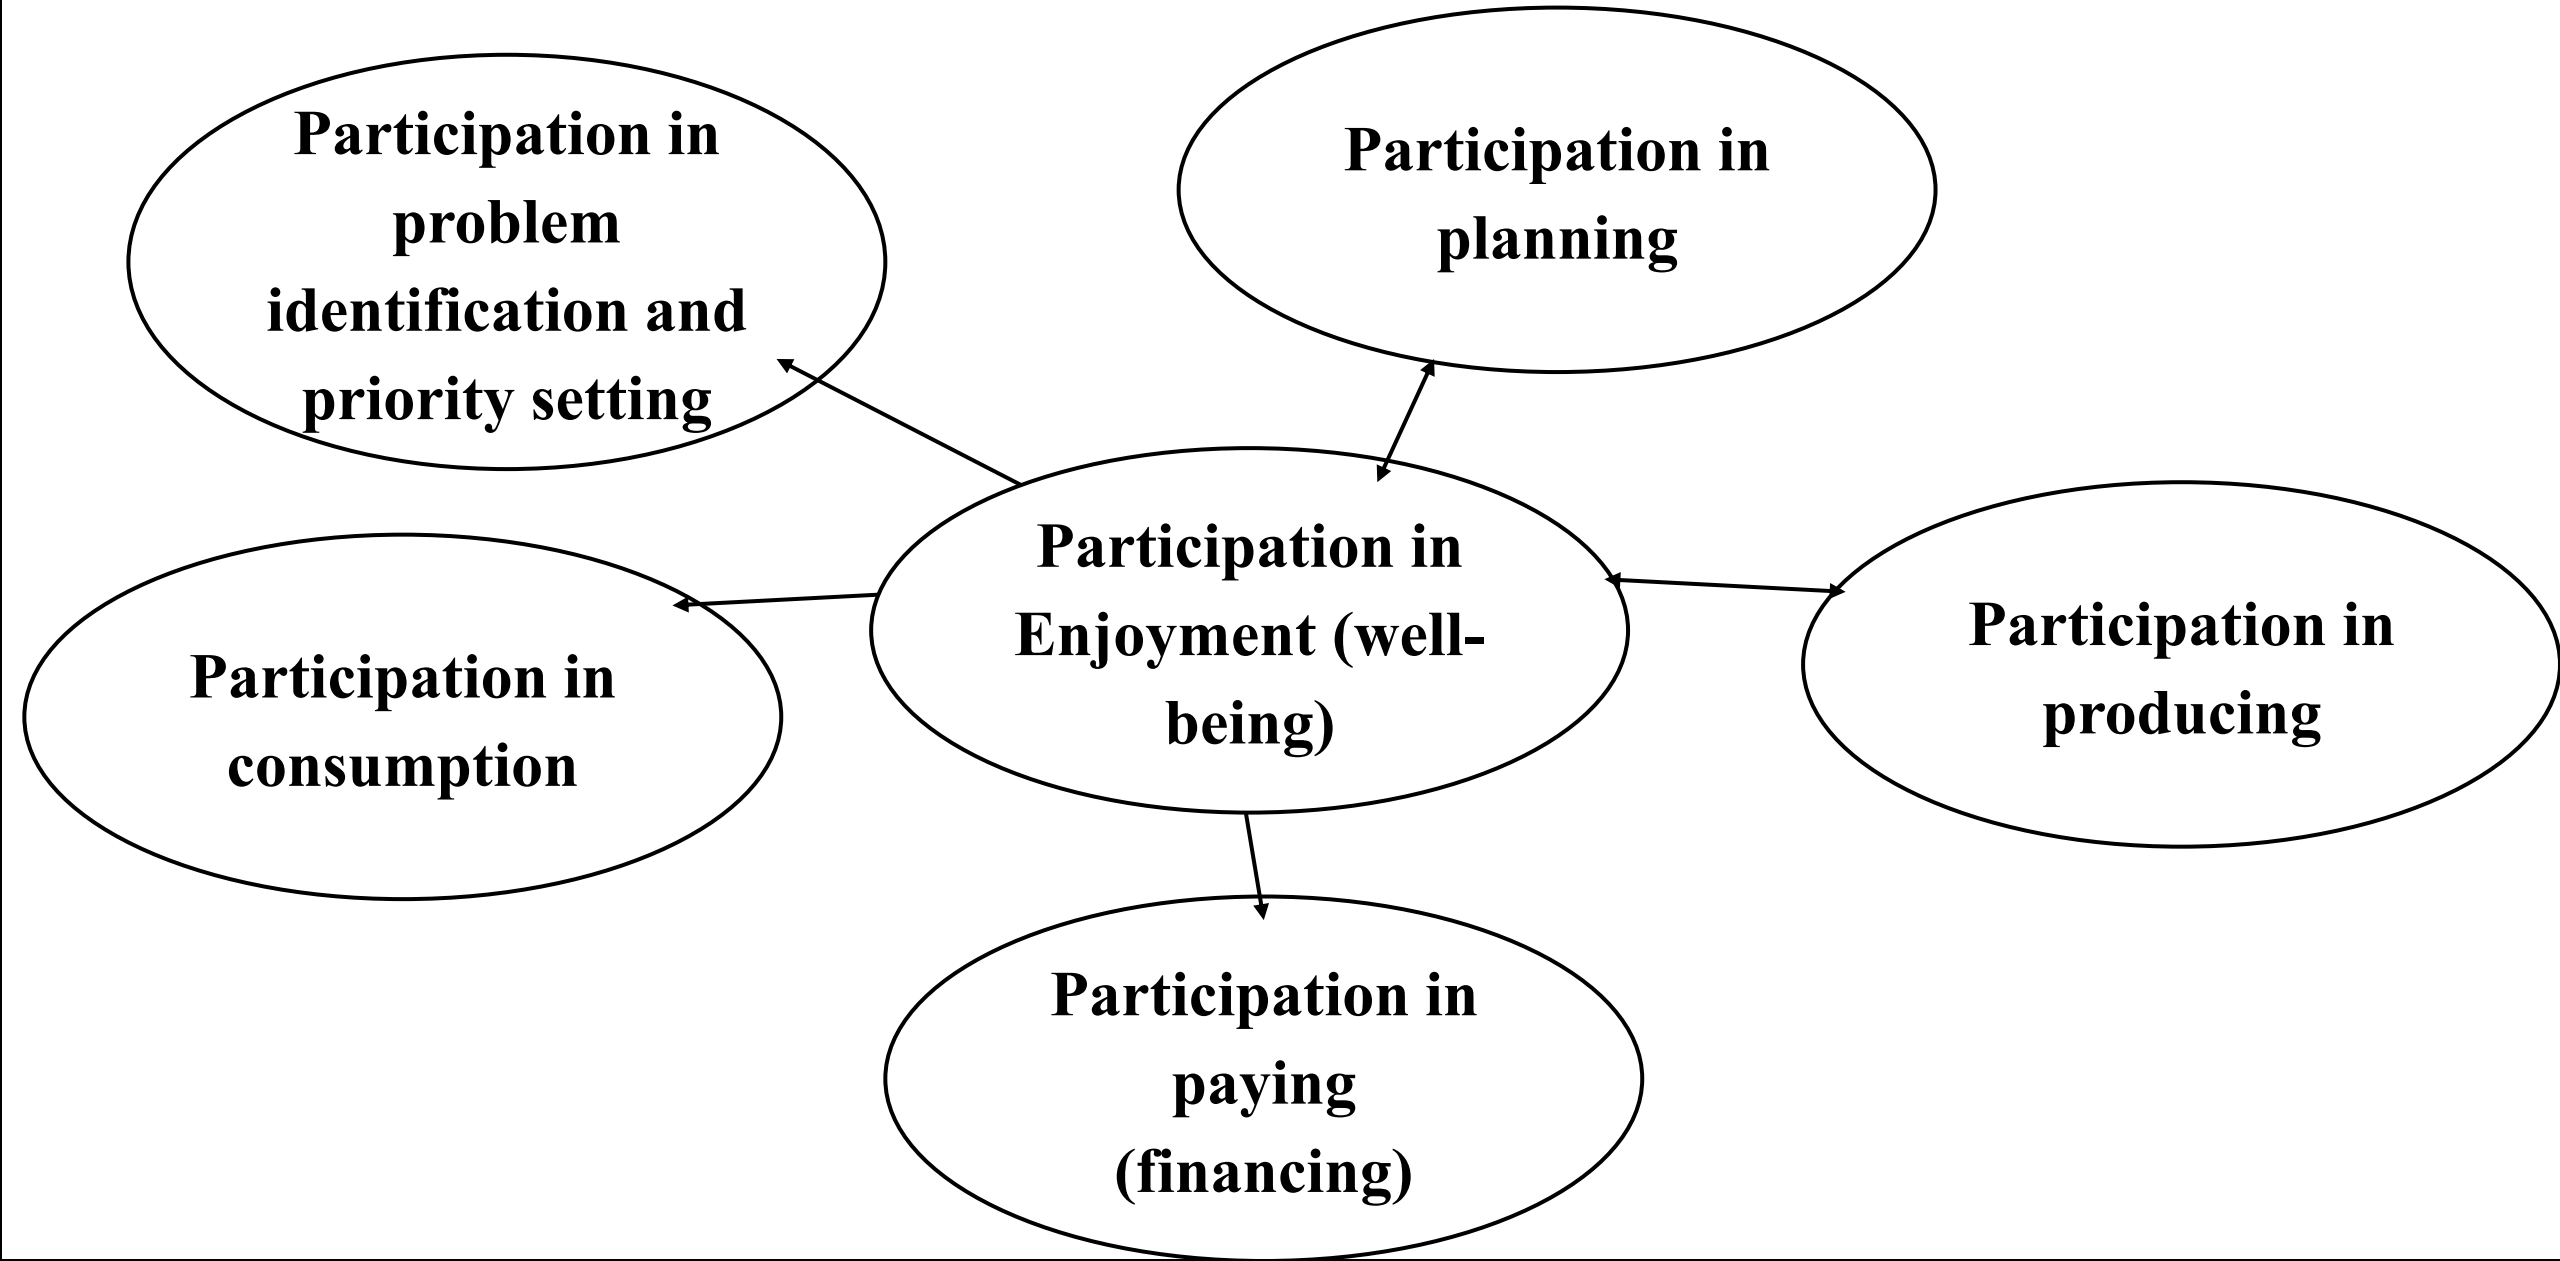 Participation in
problem
identification and
priority setting
Participation in
planning
Participation in
Enjoyment (well-
being)
Participation in
producing
Participation in
consumption
Participation in
paying
(financing)